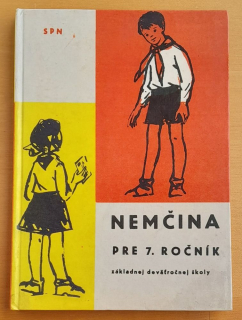 SPN
NEMČINA
PRE 7. ROČNÍK
základnej deväťročnej školy